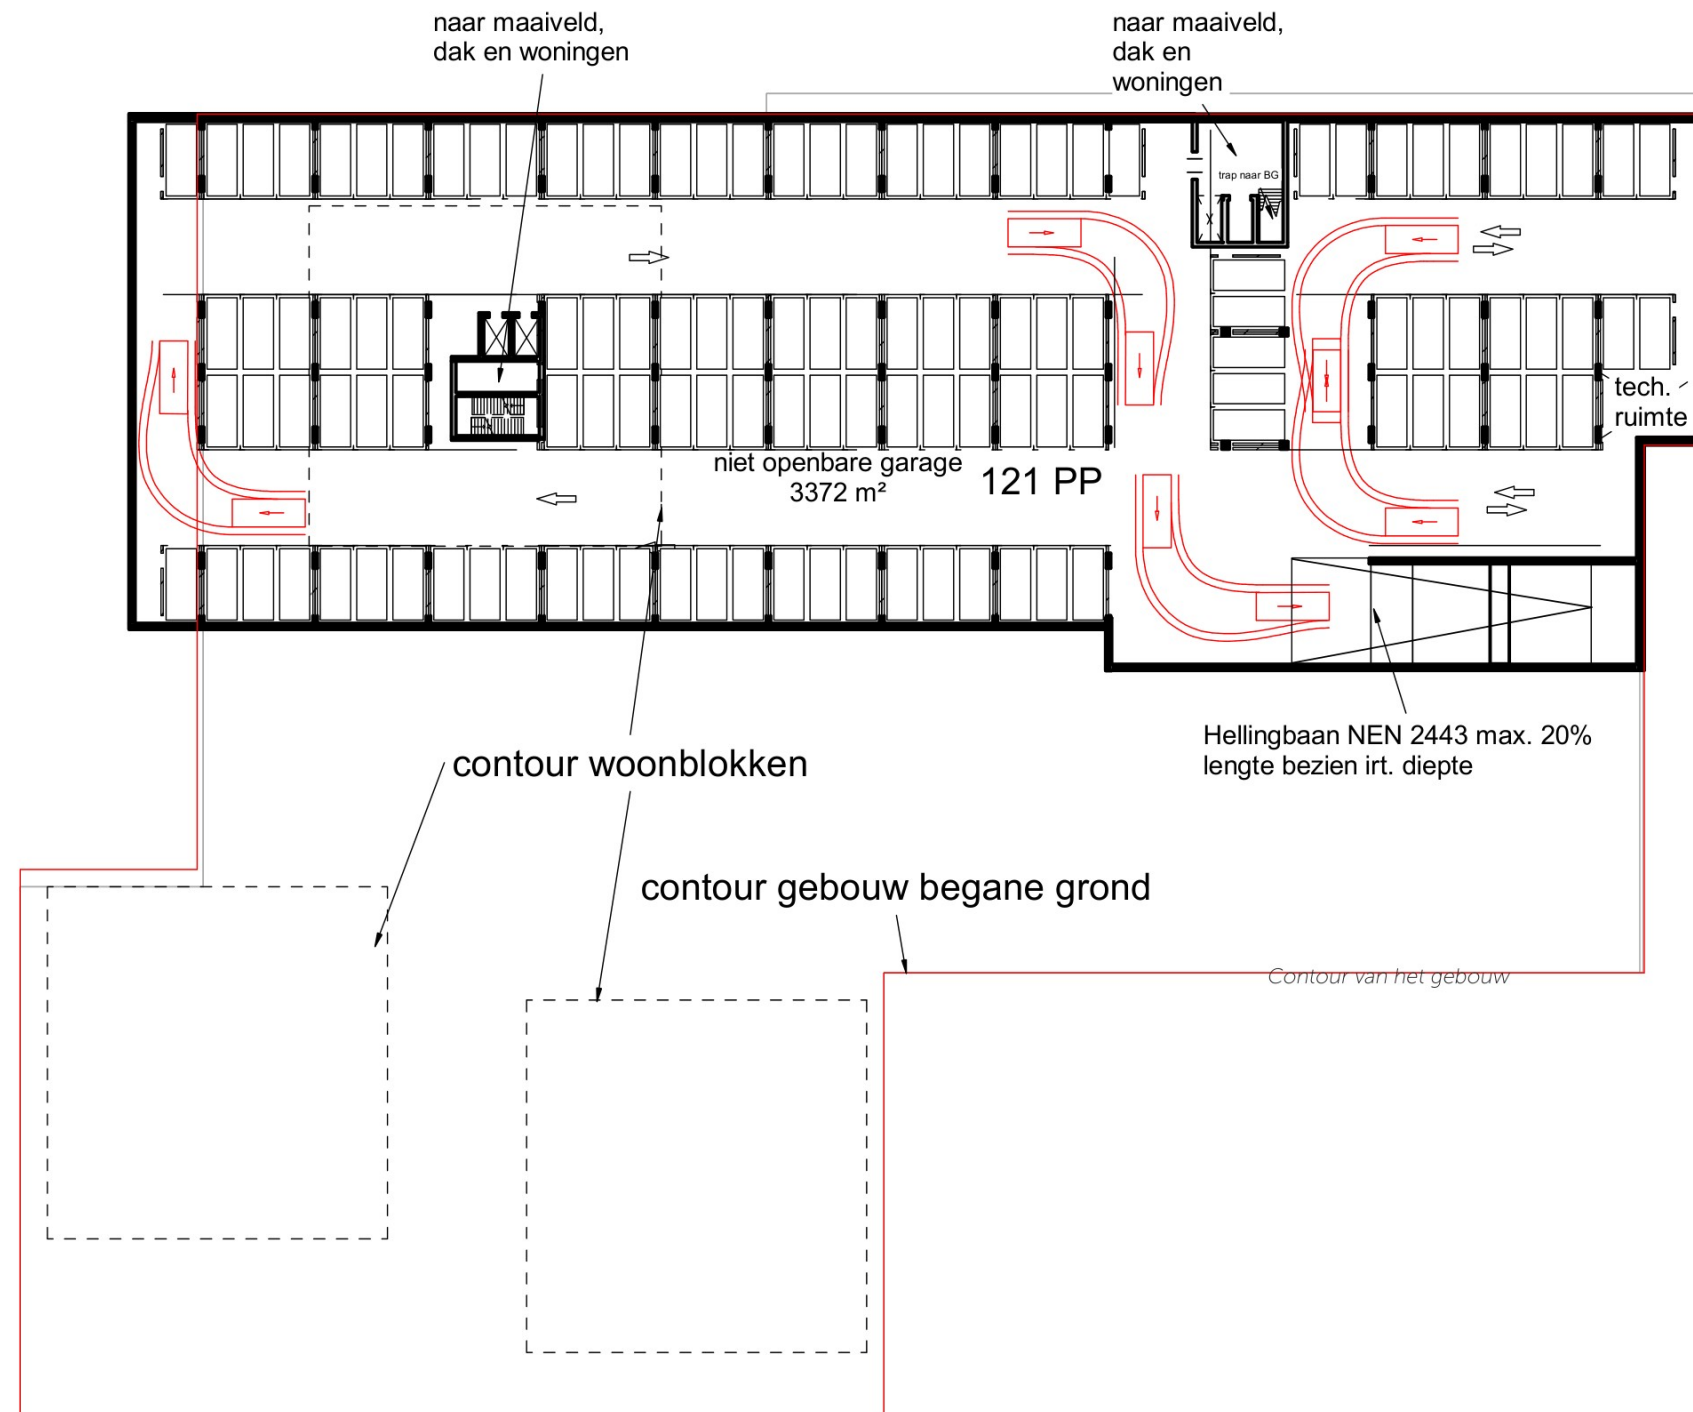 naar maaiveld,
dak en woningen
naar maaiveld,
dak en
woningen
trap naar BG
tech.
ruimte
niet openbare garage
3372 m²
121 PP
Hellingbaan NEN 2443 max. 20%
lengte bezien irt. diepte
contour woonblokken
contour gebouw begane grond
Contour van het gebouw